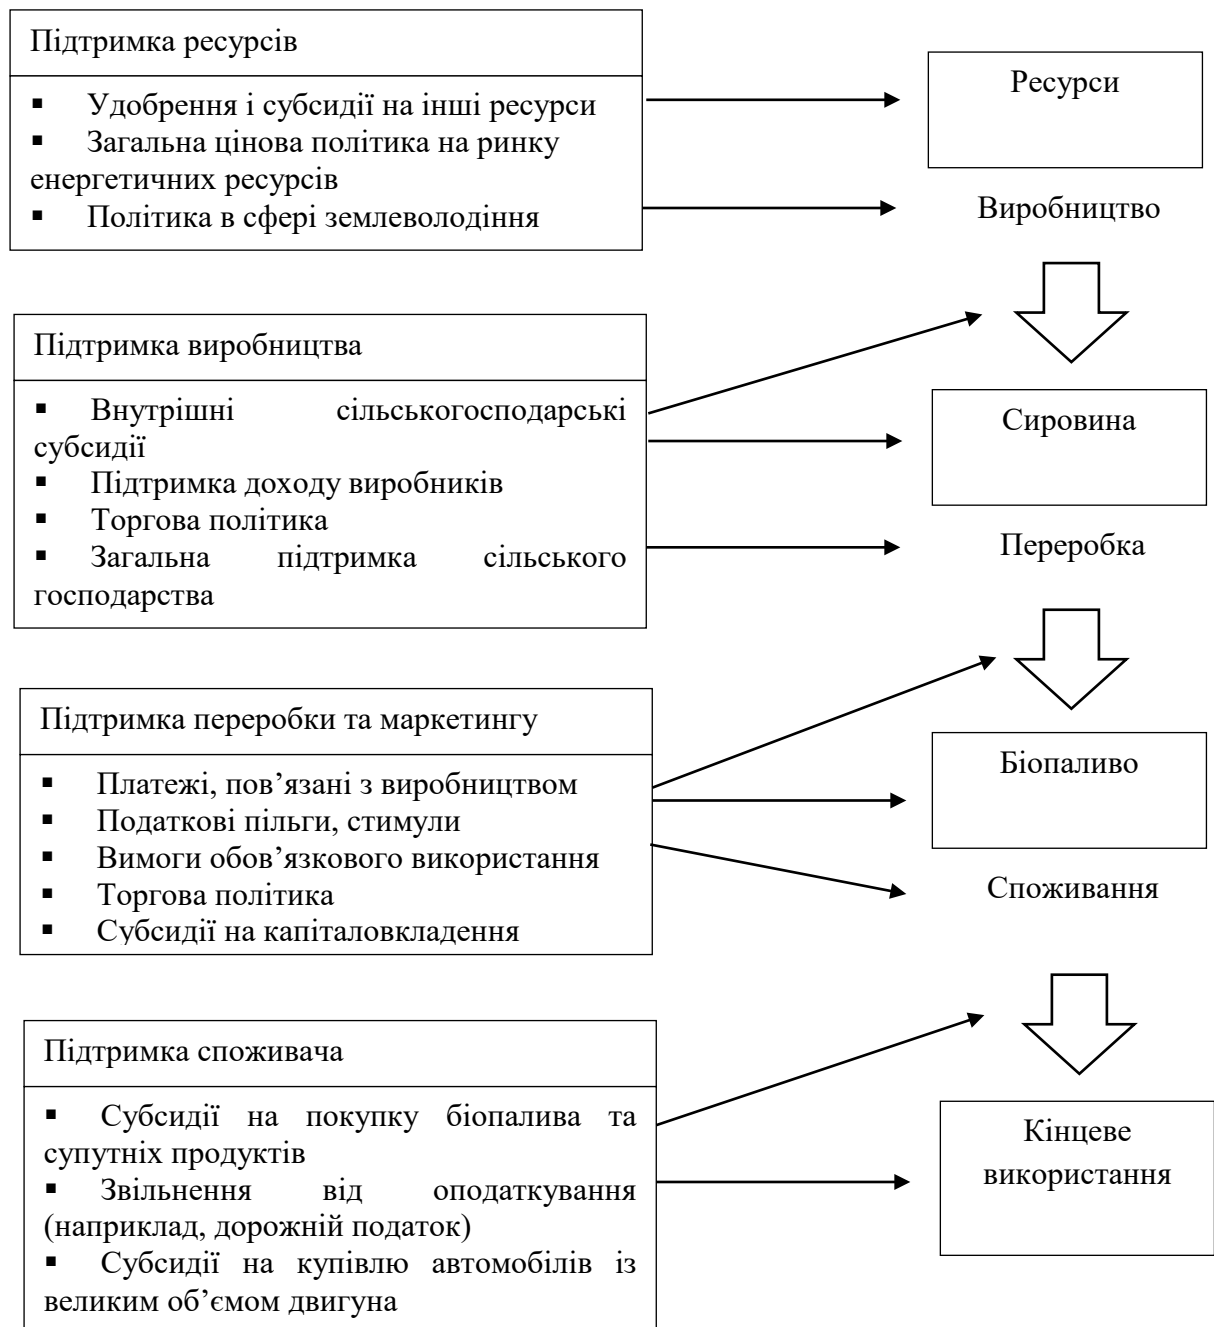 Підтримка ресурсів
▪ Удобрення і субсидії на інші ресурси
▪ Загальна цінова політика на ринку
енергетичних ресурсів
▪ Політика в сфері землеволодіння
Ресурси
Виробництво
Підтримка виробництва
▪ Внутрішні сільськогосподарські
субсидії
▪ Підтримка доходу виробників
▪ Торгова політика
▪ Загальна підтримка сільського
господарства
Сировина
Переробка
Підтримка переробки та маркетингу
▪ Платежі, пов’язані з виробництвом
▪ Податкові пільги, стимули
▪ Вимоги обов’язкового використання
▪ Торгова політика
▪ Субсидії на капіталовкладення
Біопаливо
Споживання
Підтримка споживача
▪ Субсидії на покупку біопалива та
супутніх продуктів
▪ Звільнення від оподаткування
(наприклад, дорожній податок)
▪ Субсидії на купівлю автомобілів із
великим об’ємом двигуна
Кінцеве
використання